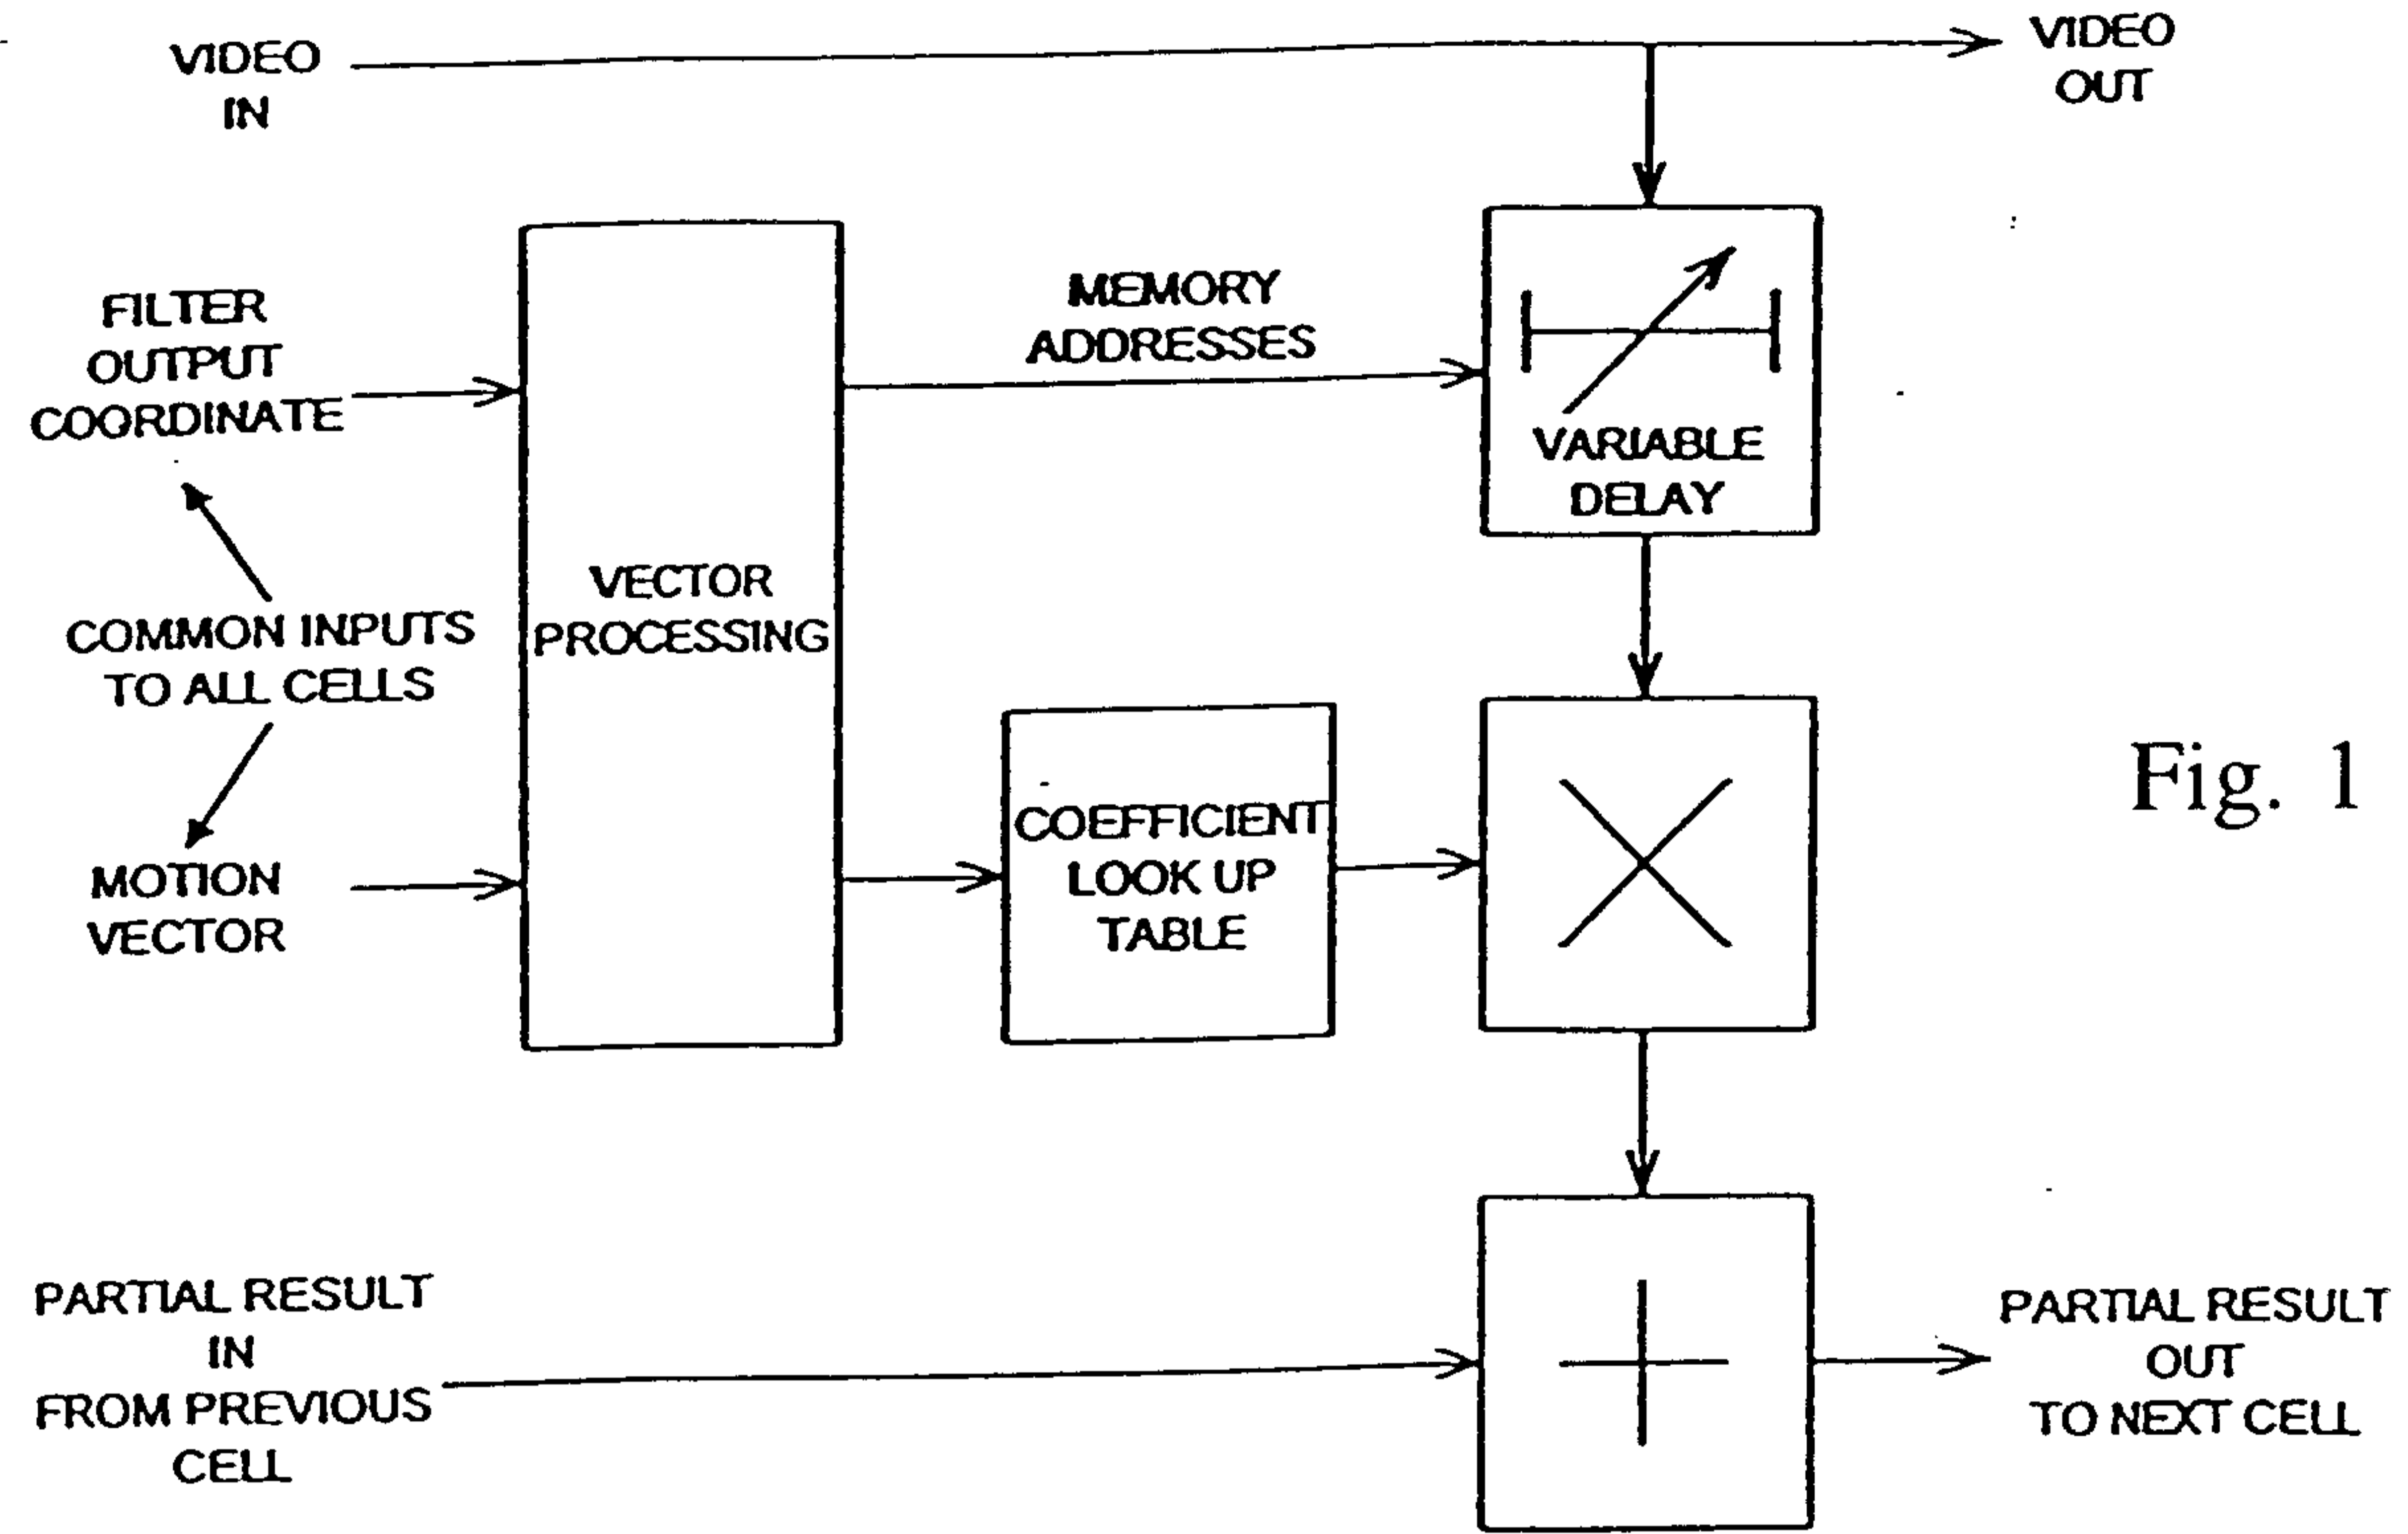 VIDEO
IN
VIDEO
OUT
FILTER
OUTPUT
COORDINATE
MEMORY
ADDRESSES
VARIABLE
DELAY
COMMON INPUTS
TO ALL CELLS
VECTOR
PROCESSING
MOTION
VECTOR
COEFFICIENT
LOOK UP
TABLE
Fig. 1
PARTIAL RESULT
IN
FROM PREVIOUS
CELL
PARTIAL RESULT
OUT
TO NEXT CELL